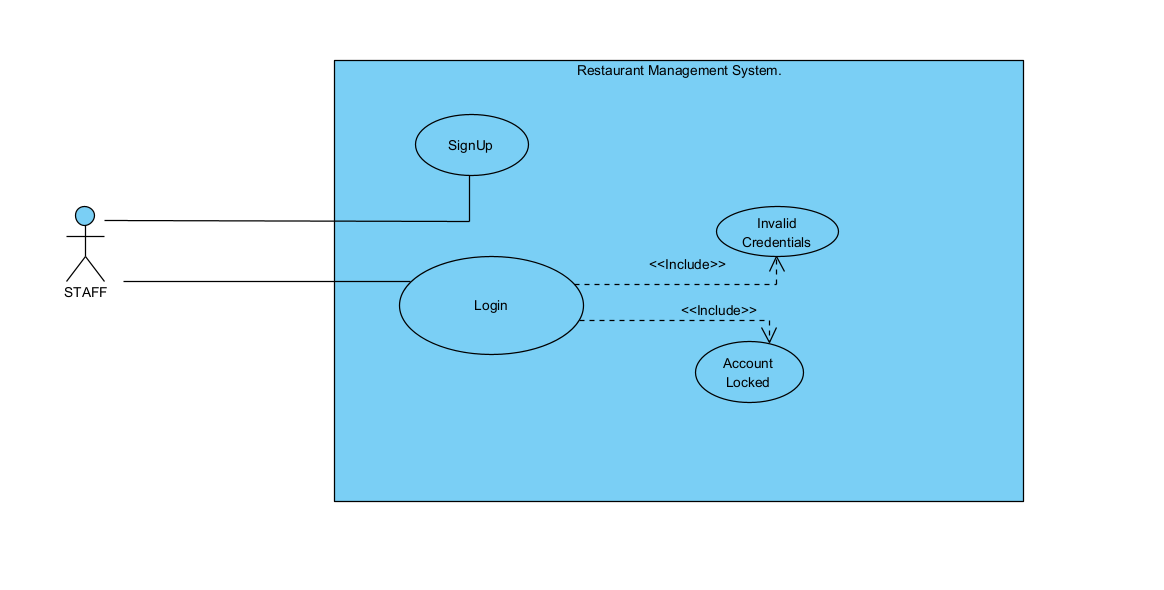 Restaurant Management System.
SignUp
STAFF
Login
<<Include>>
Invalid
Credentials
<<Include>>
Account
Locked